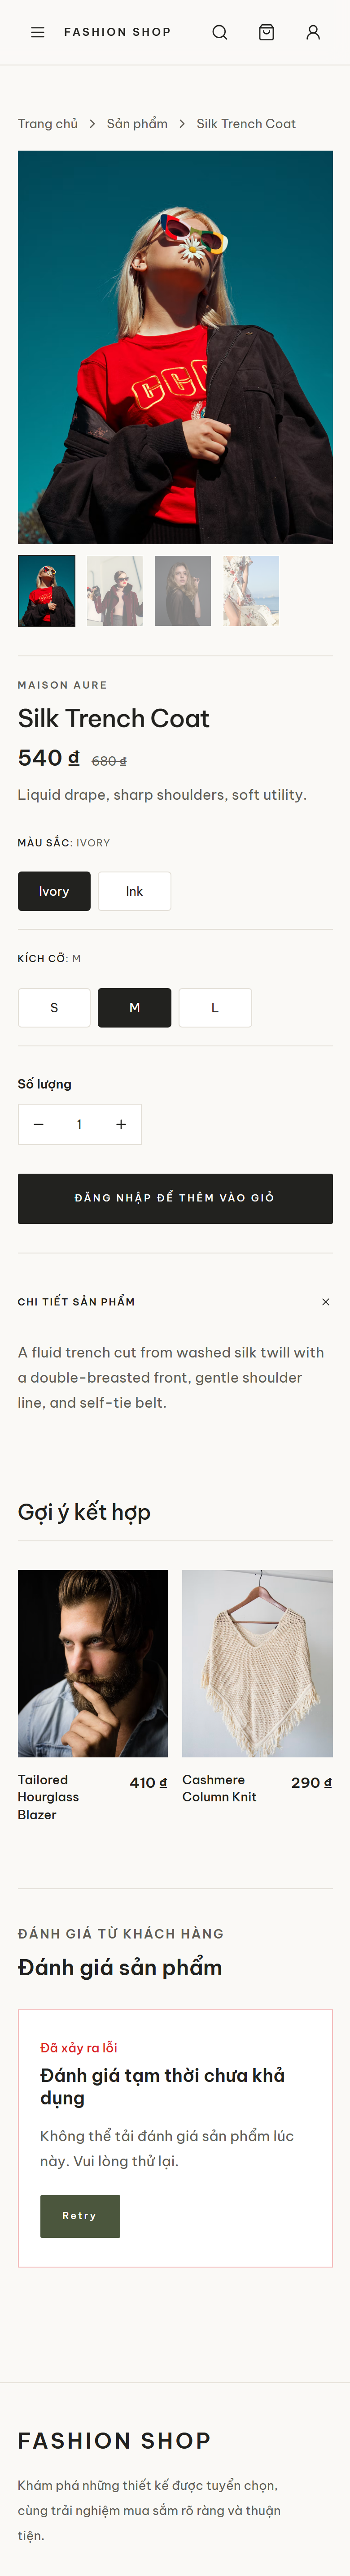 FASHION SHOP
Trang chủ > Sản phẩm > Silk Trench Coat
MAISON AURE
Silk Trench Coat
540 ₫ 680 ₫
Liquid drape, sharp shoulders, soft utility.
MÀU SẮC: IVORY
Ivory Ink
KÍCH CỠ: M
S M L
Số lượng
− 1 +
ĐĂNG NHẬP ĐỂ THÊM VÀO GIỎ
CHI TIẾT SẢN PHẨM
A fluid trench cut from washed silk twill with
a double-breasted front, gentle shoulder
line, and self-tie belt.
Gợi ý kết hợp
Tailored
Hourglass
Blazer
410 ₫
Cashmere
Column Knit
290 ₫
ĐÁNH GIÁ TỪ KHÁCH HÀNG
Đánh giá sản phẩm
Đã xảy ra lỗi
Đánh giá tạm thời chưa khả
dụng
Không thể tải đánh giá sản phẩm lúc
này. Vui lòng thử lại.
Retry
FASHION SHOP
Khám phá những thiết kế được tuyển chọn,
cùng trải nghiệm mua sắm rõ ràng và thuận
tiện.